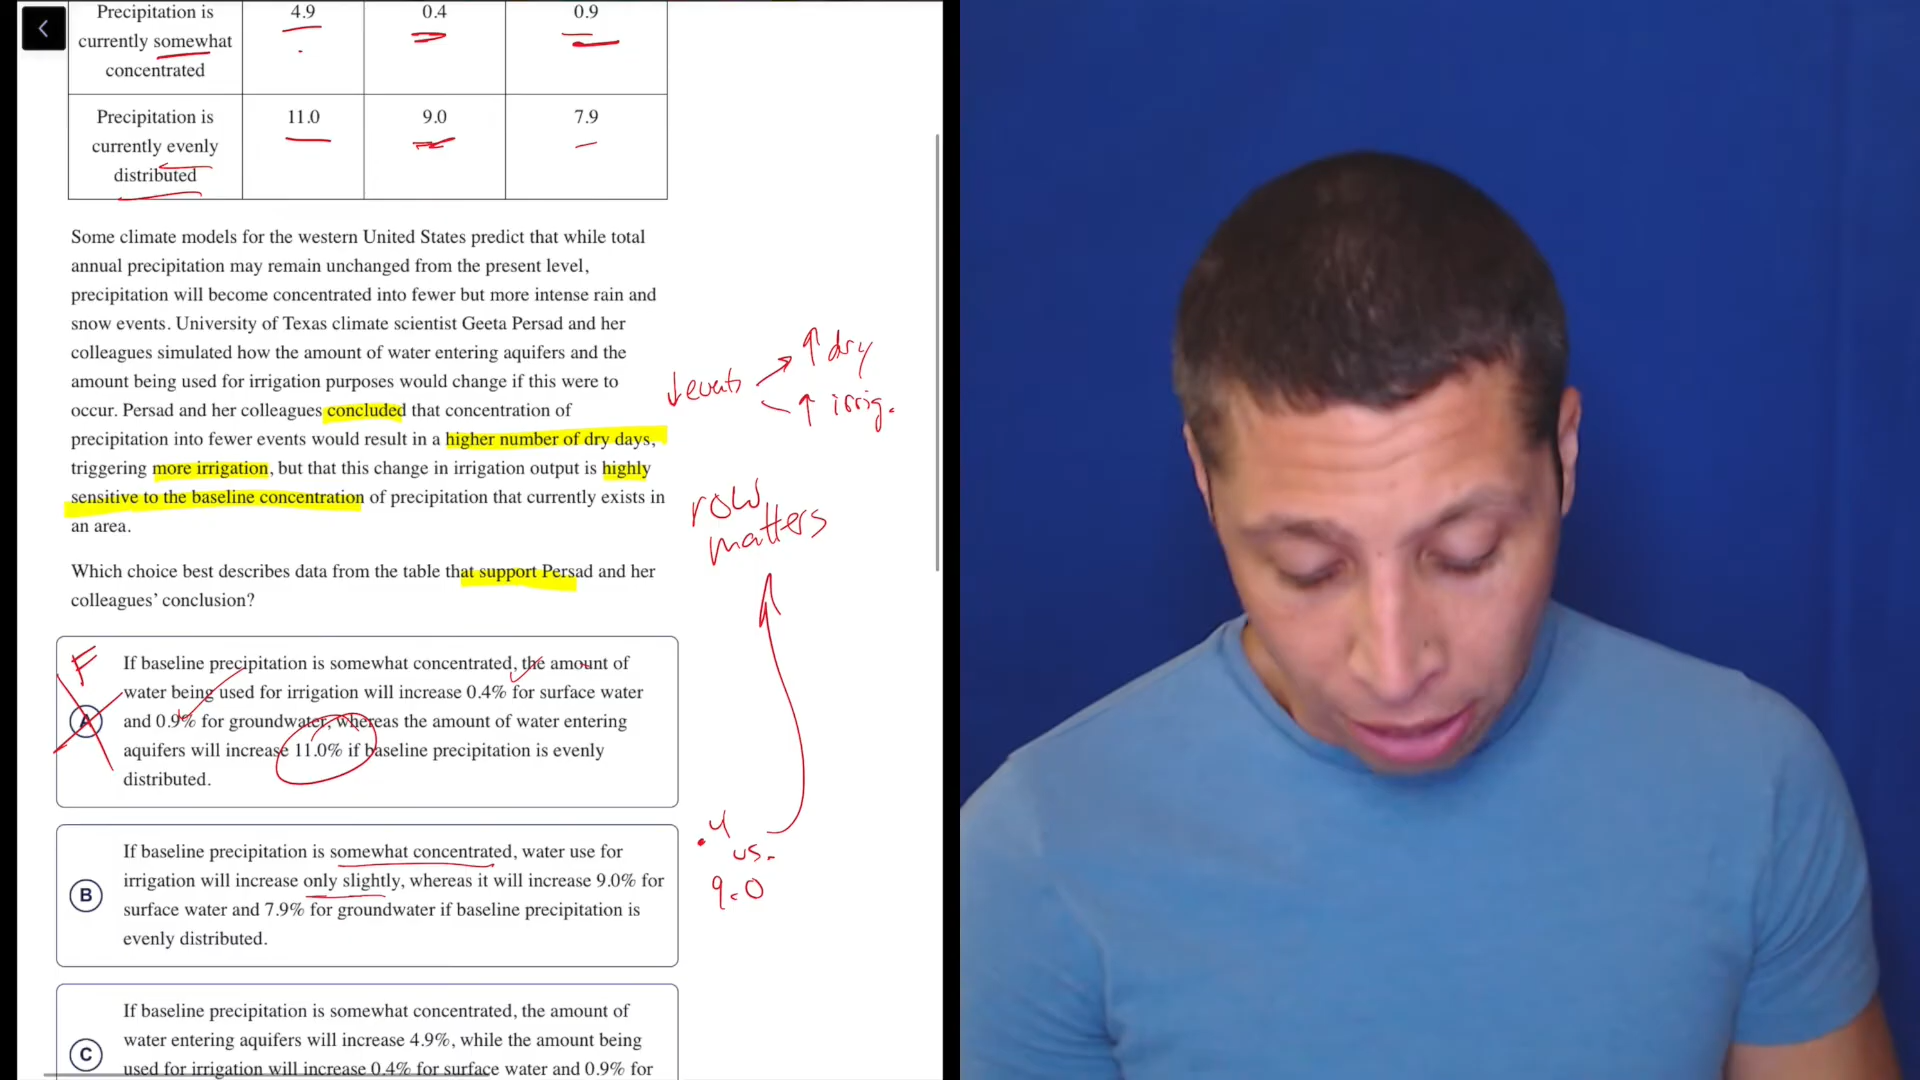 Precipitation is
currently somewhat
concentrated
4.9
0.4
0.9
Precipitation is
currently evenly
distributed
11.0
9.0
7.9
Some climate models for the western United States predict that while total
annual precipitation may remain unchanged from the present level,
precipitation will become concentrated into fewer but more intense rain and
snow events. University of Texas climate scientist Geeta Persad and her
colleagues simulated how the amount of water entering aquifers and the
amount being used for irrigation purposes would change if this were to
occur. Persad and her colleagues concluded that concentration of
precipitation into fewer events would result in a higher number of dry days,
triggering more irrigation, but that this change in irrigation output is highly
sensitive to the baseline concentration of precipitation that currently exists in
an area.
↓events
↑ dry
↑ irrig.
row
matters
Which choice best describes data from the table that support Persad and her
colleagues' conclusion?
F
A
If baseline precipitation is somewhat concentrated, the amount of
water being used for irrigation will increase 0.4% for surface water
and 0.9% for groundwater, whereas the amount of water entering
aquifers will increase 11.0% if baseline precipitation is evenly
distributed.
B
If baseline precipitation is somewhat concentrated, water use for
irrigation will increase only slightly, whereas it will increase 9.0% for
surface water and 7.9% for groundwater if baseline precipitation is
evenly distributed.
.4
vs.
9.0
C
If baseline precipitation is somewhat concentrated, the amount of
water entering aquifers will increase 4.9%, while the amount being
used for irrigation will increase 0.4% for surface water and 0.9% for